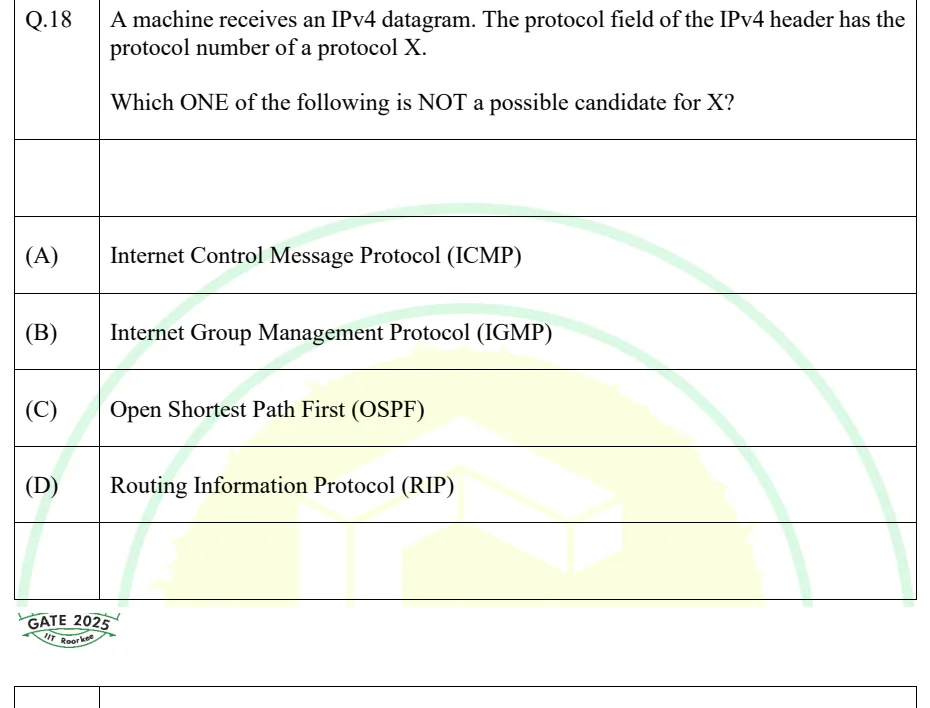 Q.18 A machine receives an IPv4 datagram. The protocol field of the IPv4 header has the
protocol number of a protocol X.
Which ONE of the following is NOT a possible candidate for X?
(A) Internet Control Message Protocol (ICMP)
(B) Internet Group Management Protocol (IGMP)
(C) Open Shortest Path First (OSPF)
(D) Routing Information Protocol (RIP)
GATE 2025
IIT Roorkee